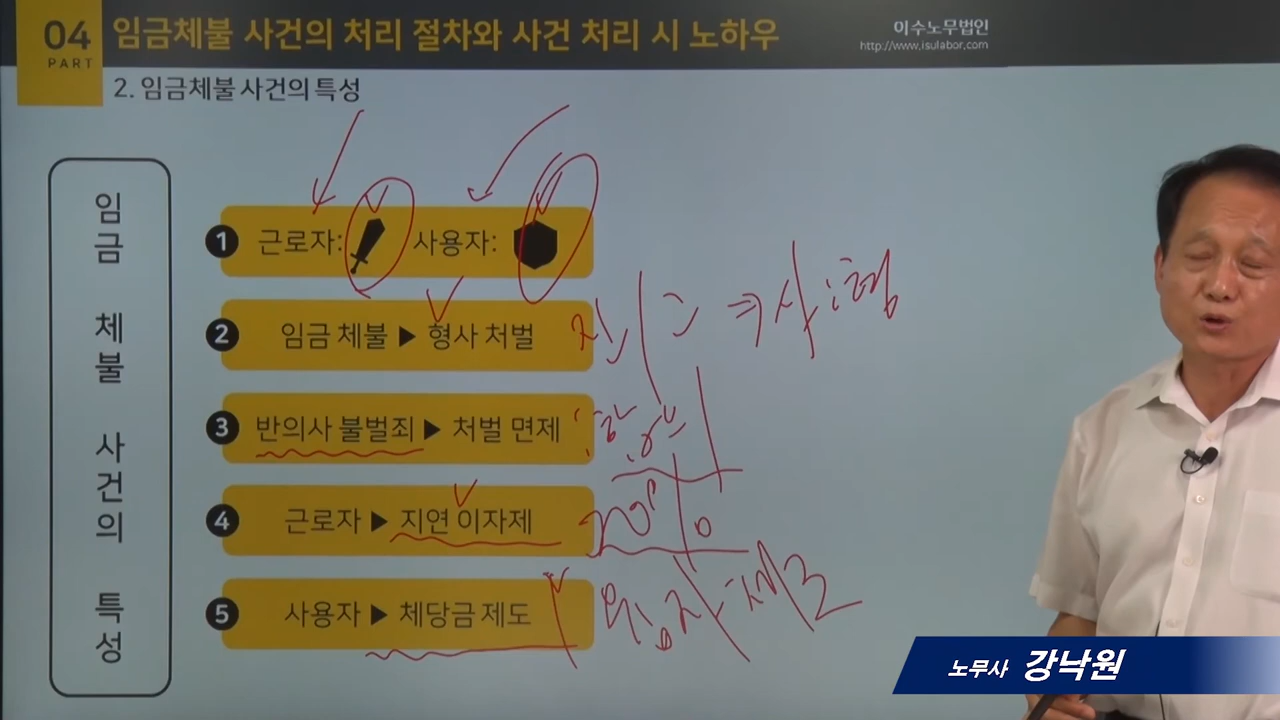 04
PART
임금체불 사건의 처리 절차와 사건 처리 시 노하우
이수노무법인
http://www.isulabor.com
2. 임금체불 사건의 특성
임금 체불 사건의 특성
1 근로자: 사용자:
2 임금 체불 ▶ 형사 처벌
3 반의사 불벌죄 ▶ 처벌 면제
4 근로자 ▶ 지연 이자제
20%
5 사용자 ▶ 체당금 제도
노무사 강낙원